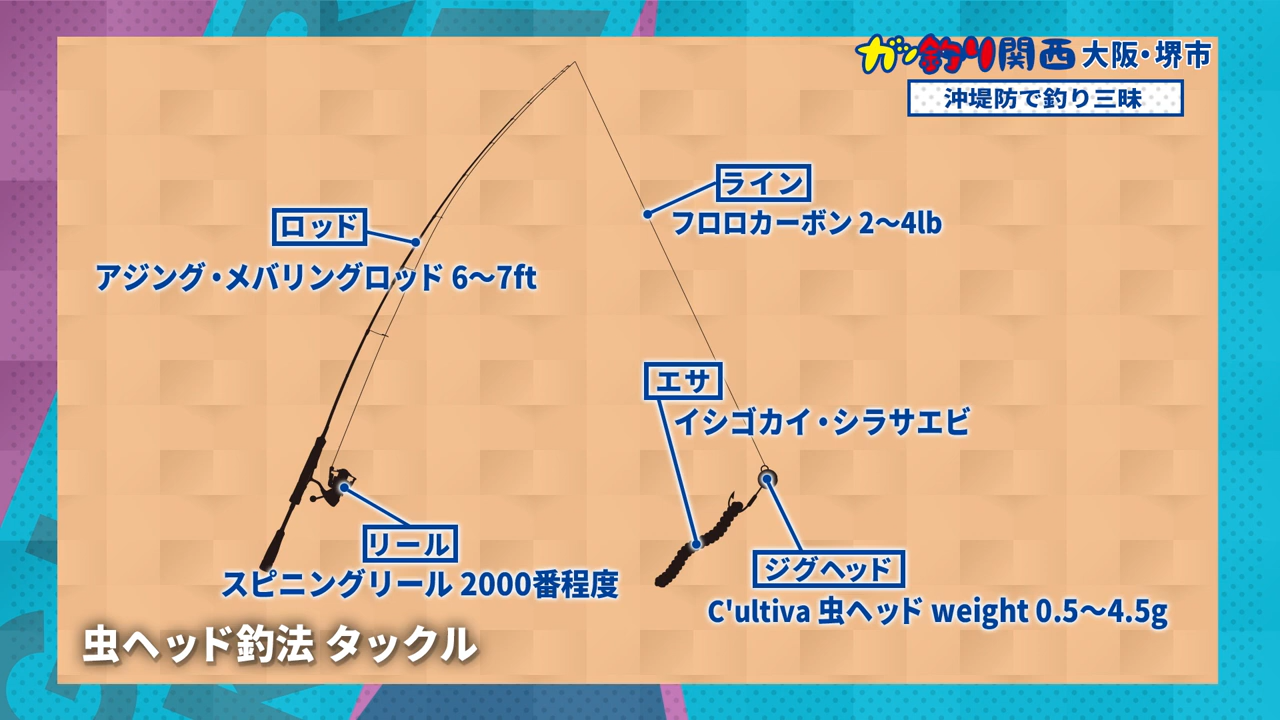 ガッ釣り関西 大阪・堺市
沖堤防で釣り三昧
ライン
フロロカーボン 2～4lb
ロッド
アジング・メバリングロッド 6～7ft
エサ
イシゴカイ・シラサエビ
リール
スピニングリール 2000番程度
ジグヘッド
C'ultiva 虫ヘッド weight 0.5～4.5g
虫ヘッド釣法 タックル